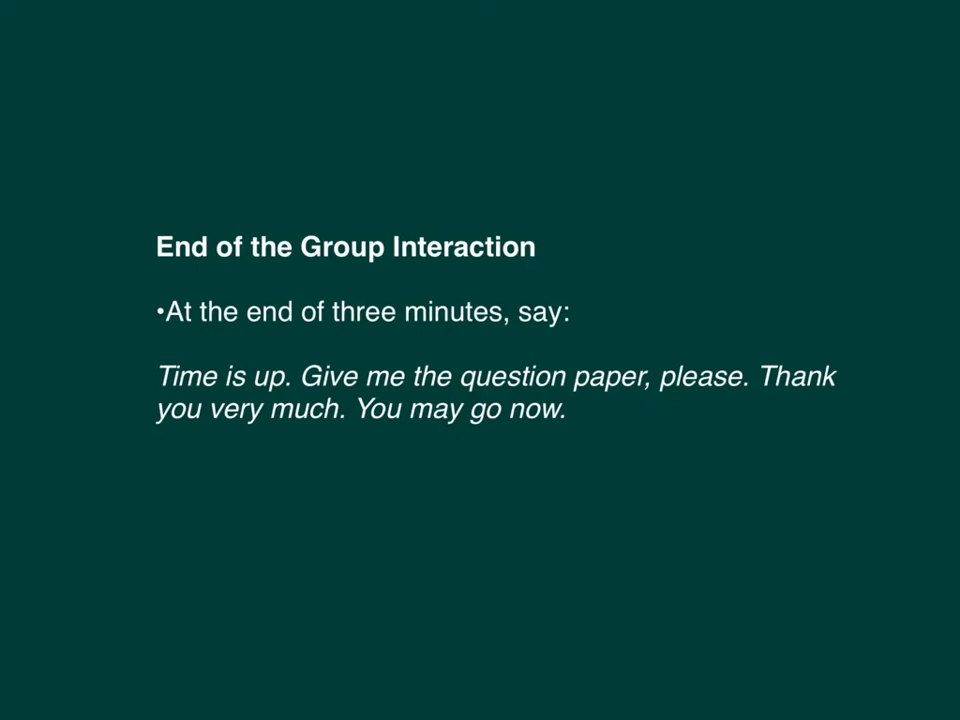 End of the Group Interaction
•At the end of three minutes, say:
Time is up. Give me the question paper, please. Thank
you very much. You may go now.